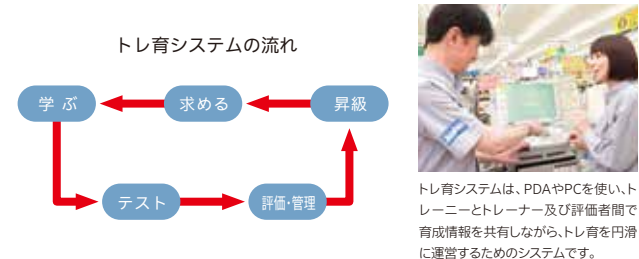 トレ育システムの流れ
学ぶ
求める
昇級
テスト
評価・管理
トレ育システムは、PDAやPCを使い、ト
レーニーとトレーナー及び評価者間で
育成情報を共有しながら、トレ育を円滑
に運営するためのシステムです。